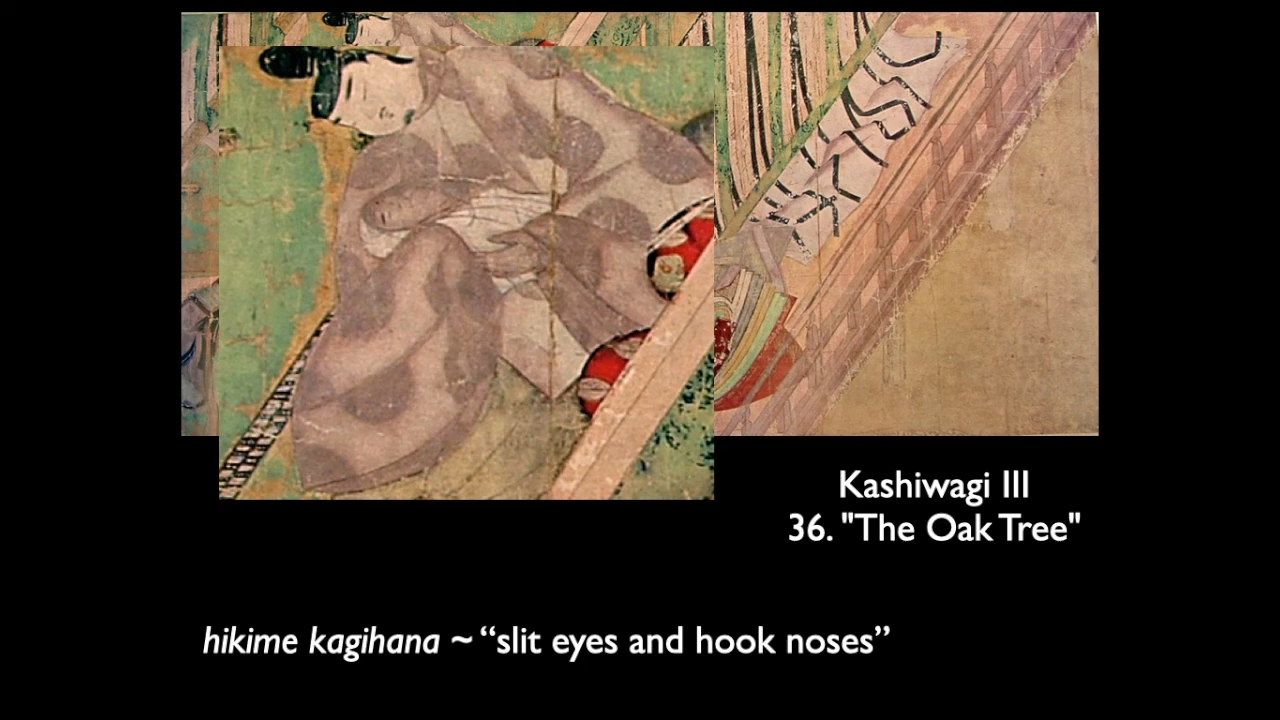 Kashiwagi III
36. "The Oak Tree"
hikime kagihana ~ “slit eyes and hook noses”